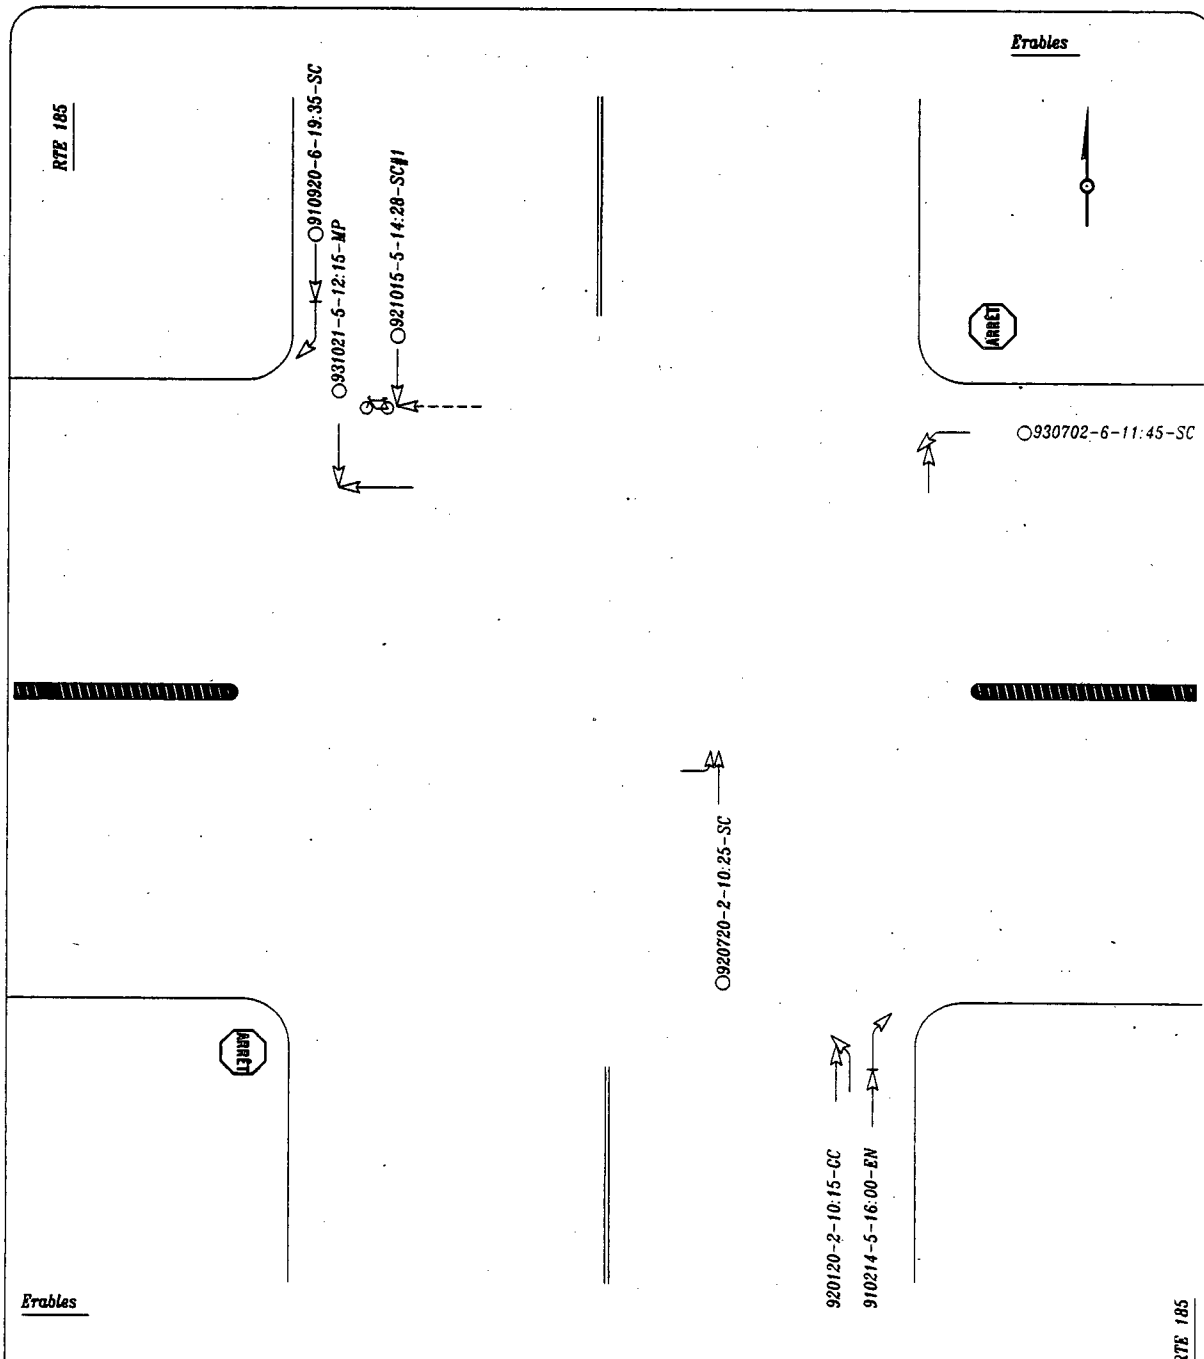 Erables
RTE 185
910920-6-19:35-SC
931021-5-12:15-MP
921015-5-14:28-SC#1
ARRÊT
930702-6-11:45-SC
920720-2-10:25-SC
ARRÊT
920120-2-10:15-CC
910214-5-16:00-EN
Erables
RTE 185